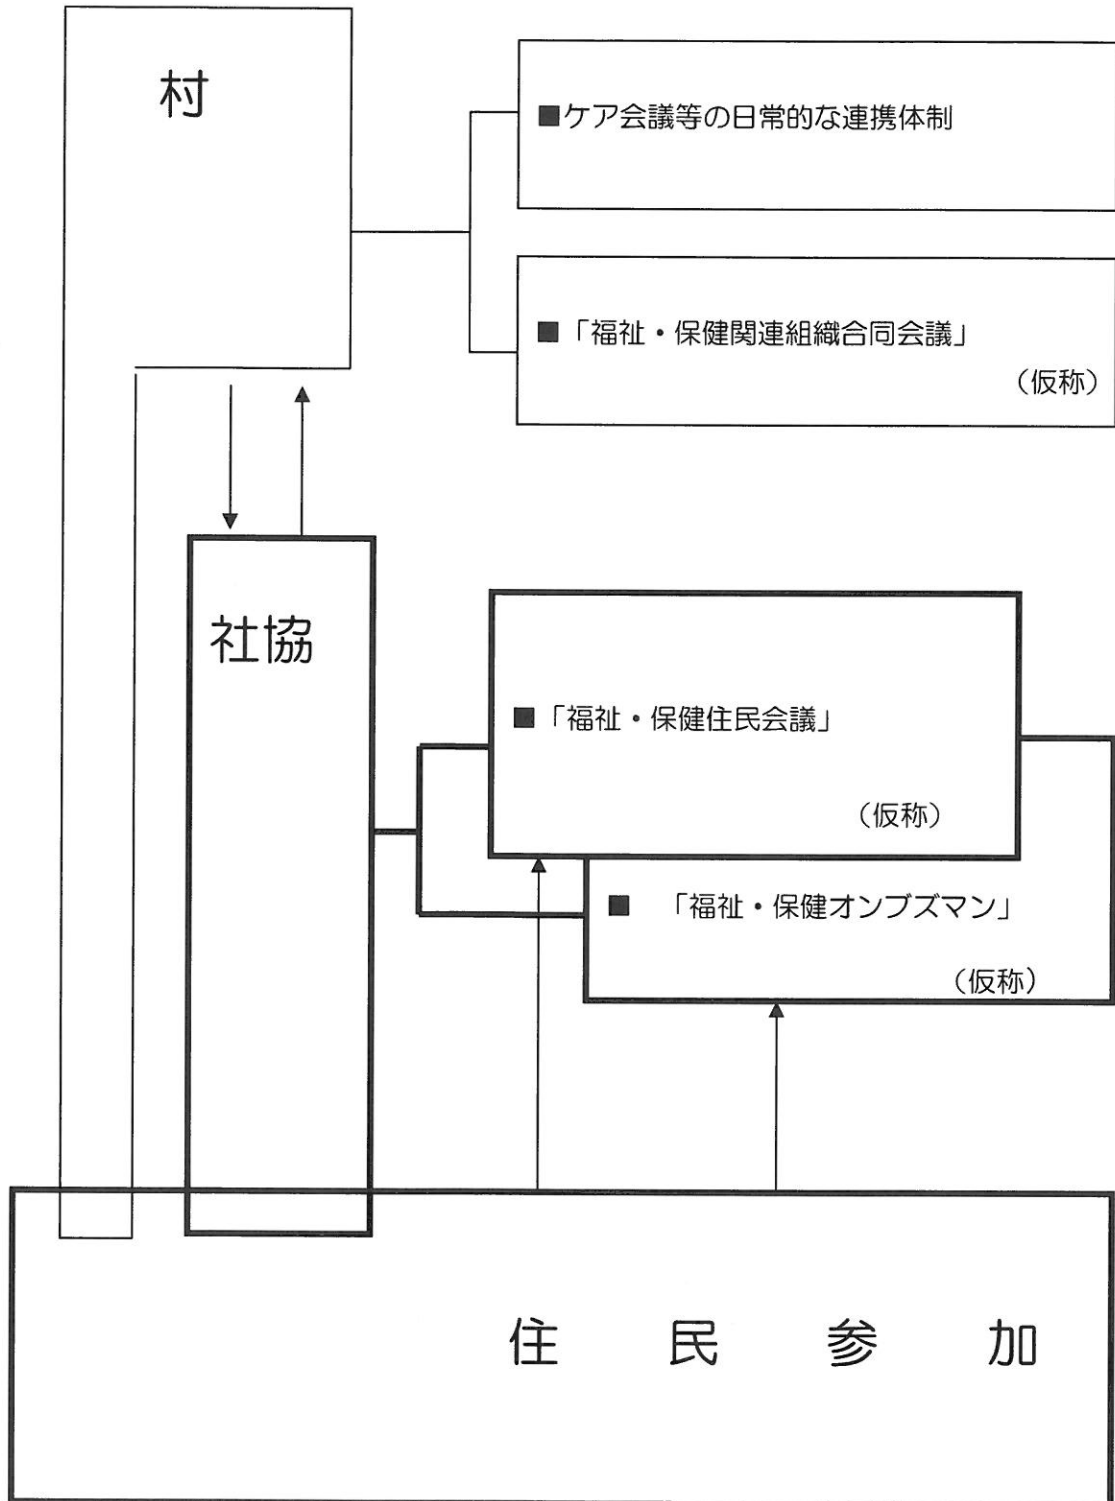 村
■ケア会議等の日常的な連携体制
■「福祉・保健関連組織合同会議」
（仮称）
社協
■「福祉・保健住民会議」
（仮称）
■　「福祉・保健オンブズマン」
（仮称）
住　民　参　加